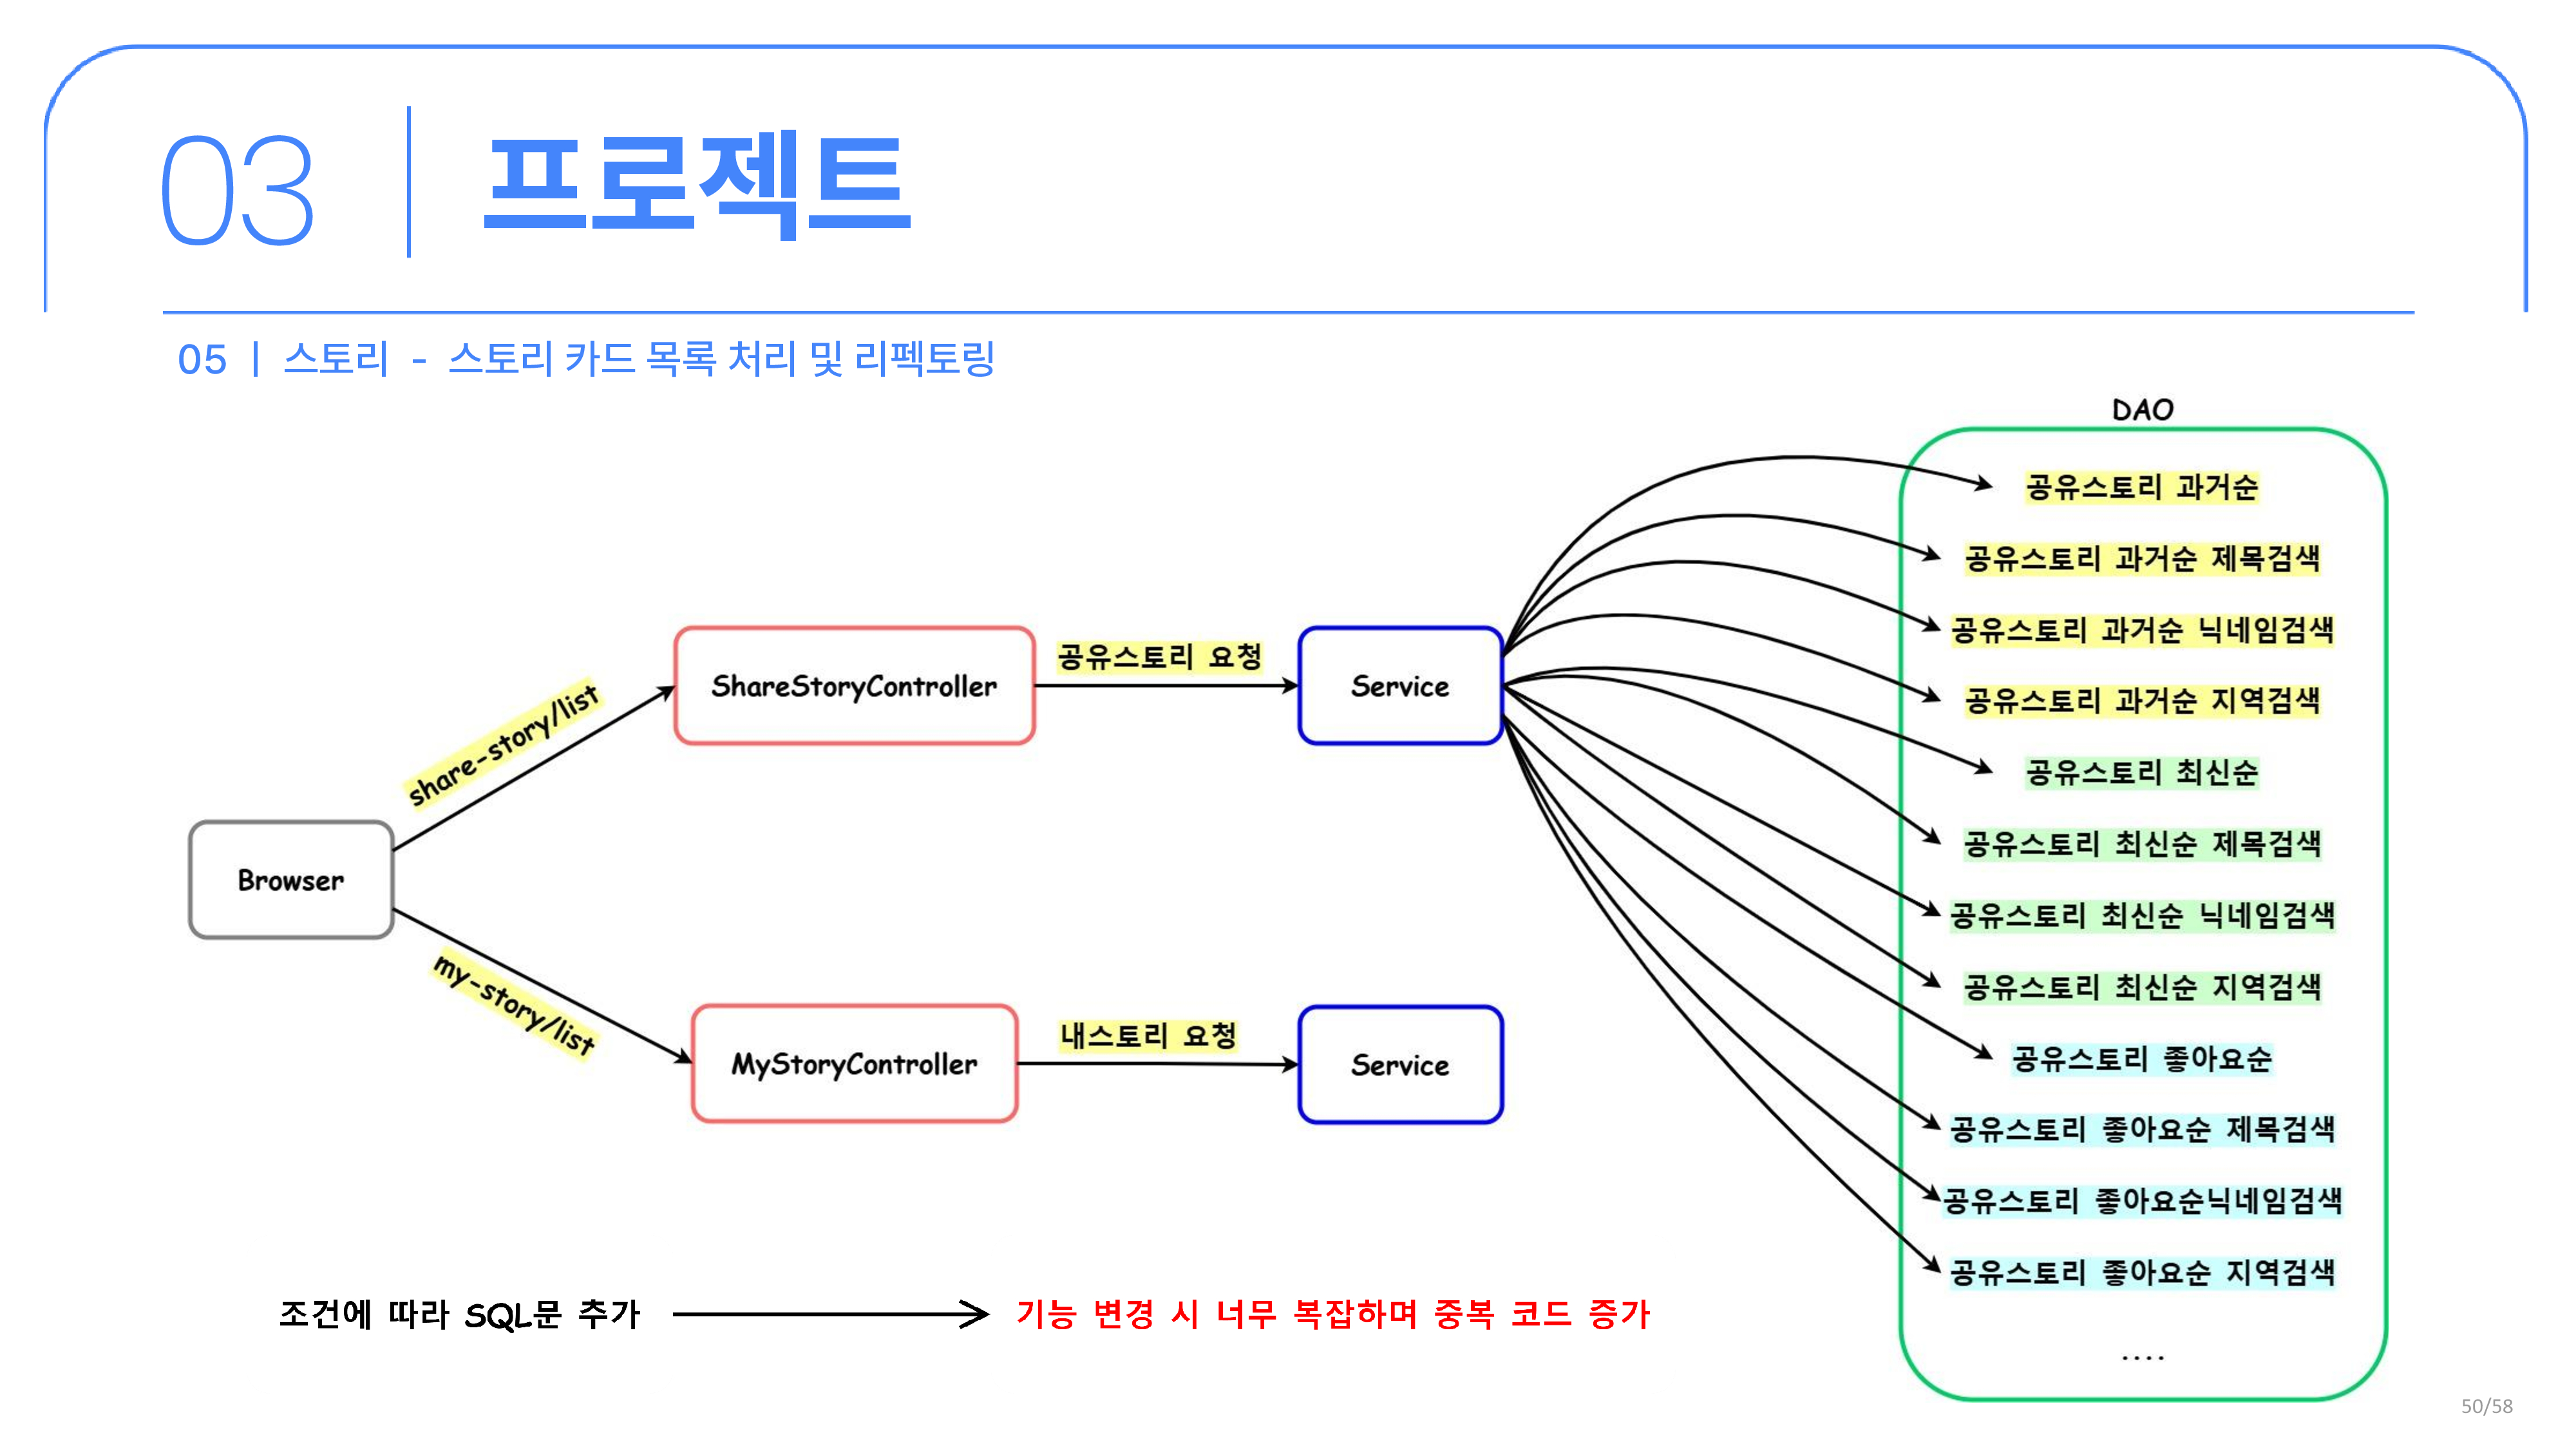 03 프로젝트
05 | 스토리 - 스토리 카드 목록 처리 및 리펙토링
DAO
공유스토리 과거순
공유스토리 과거순 제목검색
공유스토리 과거순 닉네임검색
공유스토리 과거순 지역검색
공유스토리 최신순
공유스토리 최신순 제목검색
공유스토리 최신순 닉네임검색
공유스토리 최신순 지역검색
공유스토리 좋아요순
공유스토리 좋아요순 제목검색
공유스토리 좋아요순닉네임검색
공유스토리 좋아요순 지역검색
....
share-story/list
ShareStoryController
공유스토리 요청
Service
Browser
my-story/list
MyStoryController
내스토리 요청
Service
조건에 따라 SQL문 추가
기능 변경 시 너무 복잡하며 중복 코드 증가
50/58